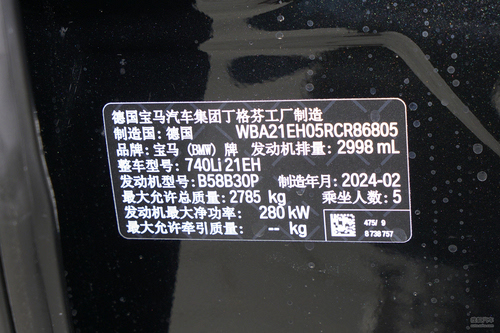 德国宝马汽车集团丁格芬工厂制造
制造国: 德国 WBA21EH05RCR86805
品牌: 宝马 (BMW) 牌 发动机排量: 2998 mL
整车型号: 740Li 21EH
发动机型号: B58B30P 制造年月: 2024-02
最大允许总质量: 2785 kg 乘坐人数: 5
发动机最大净功率: 280 kW
最大允许牵引质量: -- kg
475/ 9
8 738 757